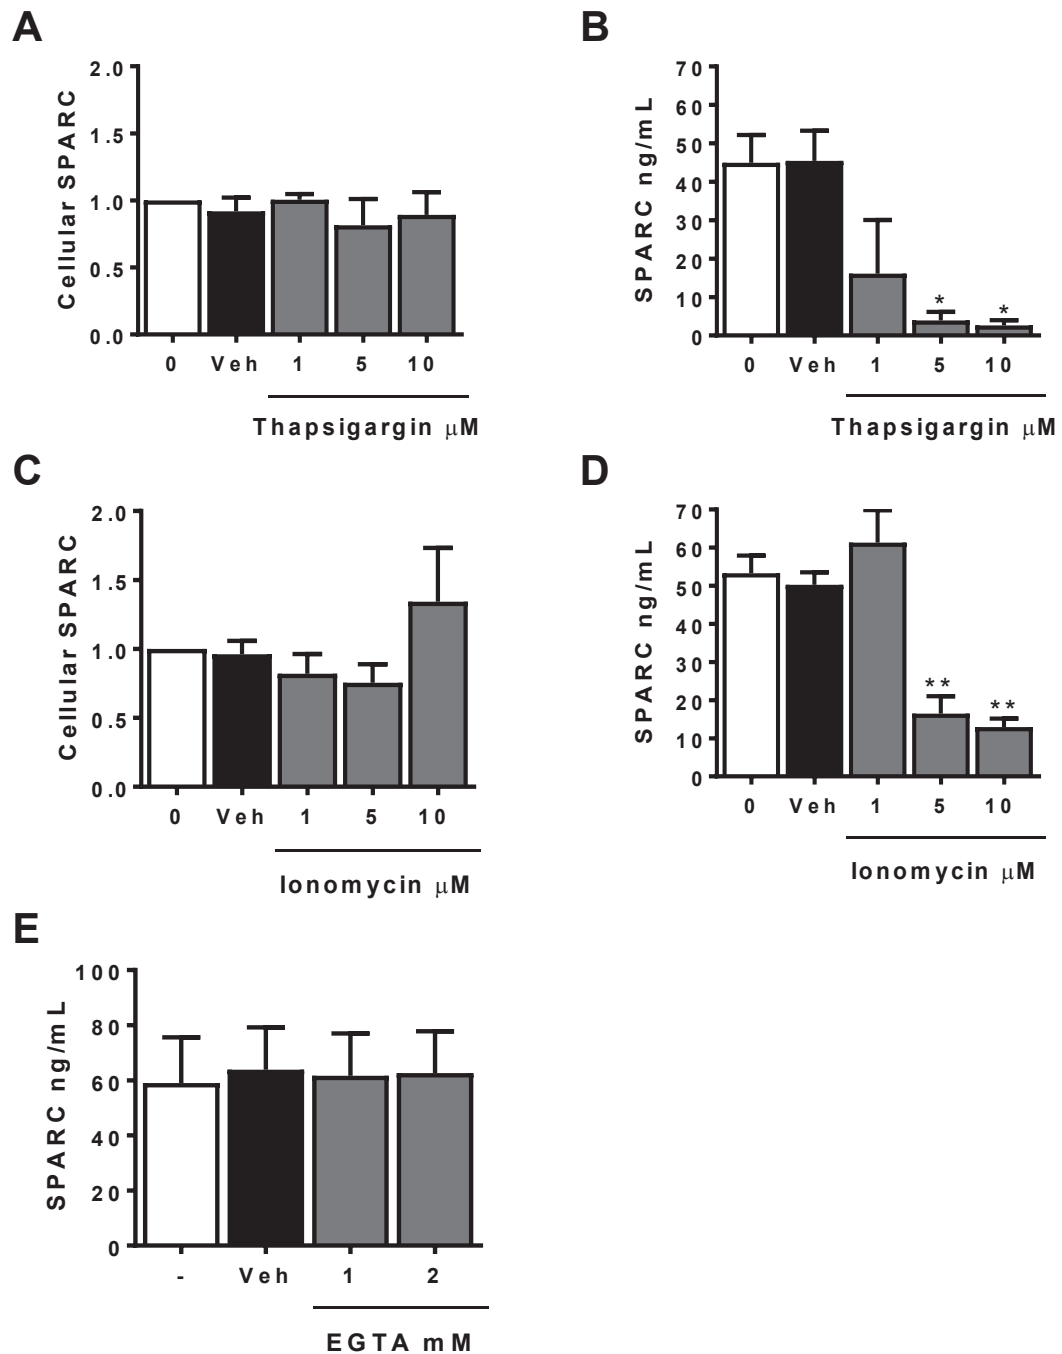 A
Cellular SPARC
2.0
1.5
1.0
0.5
0.0
0 Veh 1 5 10
Thapsigargin μM
B
SPARC ng/mL
70
60
50
40
30
20
10
0
* *
0 Veh 1 5 10
Thapsigargin μM
C
Cellular SPARC
2.0
1.5
1.0
0.5
0.0
0 Veh 1 5 10
Ionomycin μM
D
SPARC ng/mL
70
60
50
40
30
20
10
0
** **
0 Veh 1 5 10
Ionomycin μM
E
SPARC ng/mL
100
80
60
40
20
0
- Veh 1 2
EGTA mM